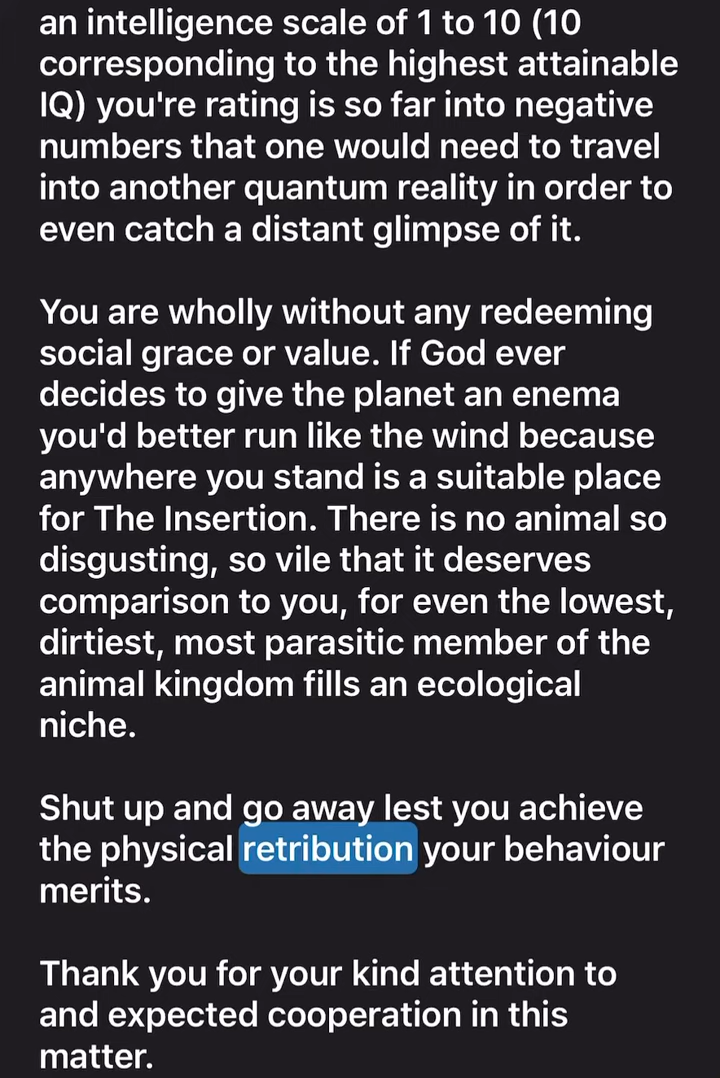 an intelligence scale of 1 to 10 (10
corresponding to the highest attainable
IQ) you're rating is so far into negative
numbers that one would need to travel
into another quantum reality in order to
even catch a distant glimpse of it.
You are wholly without any redeeming
social grace or value. If God ever
decides to give the planet an enema
you'd better run like the wind because
anywhere you stand is a suitable place
for The Insertion. There is no animal so
disgusting, so vile that it deserves
comparison to you, for even the lowest,
dirtiest, most parasitic member of the
animal kingdom fills an ecological
niche.
Shut up and go away lest you achieve
the physical retribution your behaviour
merits.
Thank you for your kind attention to
and expected cooperation in this
matter.